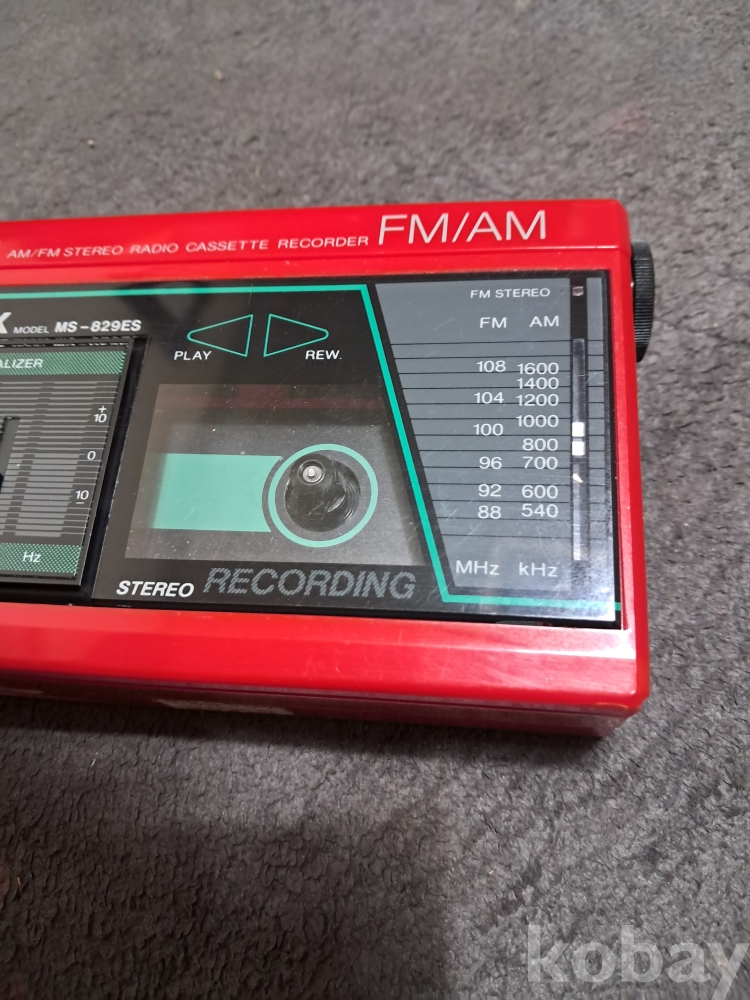 AM/FM STEREO RADIO CASSETTE RECORDER FM/AM
MODEL MS-829ES
ALIZER
+
10
0
10
Hz
PLAY REW.
STEREO RECORDING
FM STEREO
FM AM
108 1600
1400
104 1200
100 1000
800
96 700
92 600
88 540
MHz kHz
kobay